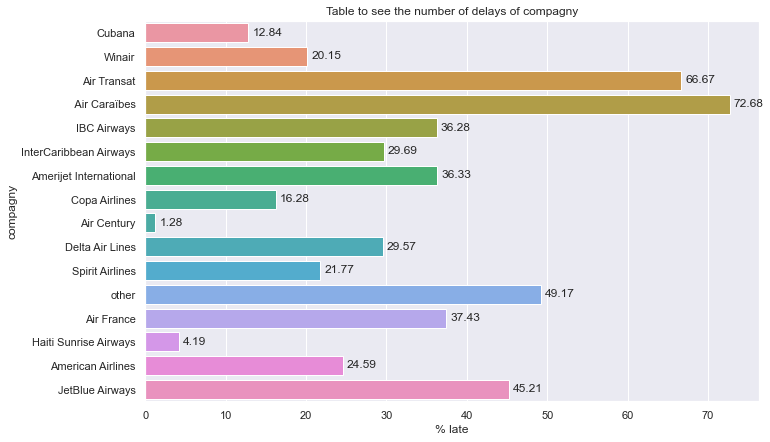 Table to see the number of delays of compagny
compagny
Cubana 12.84
Winair 20.15
Air Transat 66.67
Air Caraïbes 72.68
IBC Airways 36.28
InterCaribbean Airways 29.69
Amerijet International 36.33
Copa Airlines 16.28
Air Century 1.28
Delta Air Lines 29.57
Spirit Airlines 21.77
other 49.17
Air France 37.43
Haiti Sunrise Airways 4.19
American Airlines 24.59
JetBlue Airways 45.21
0 10 20 30 40 50 60 70
% late